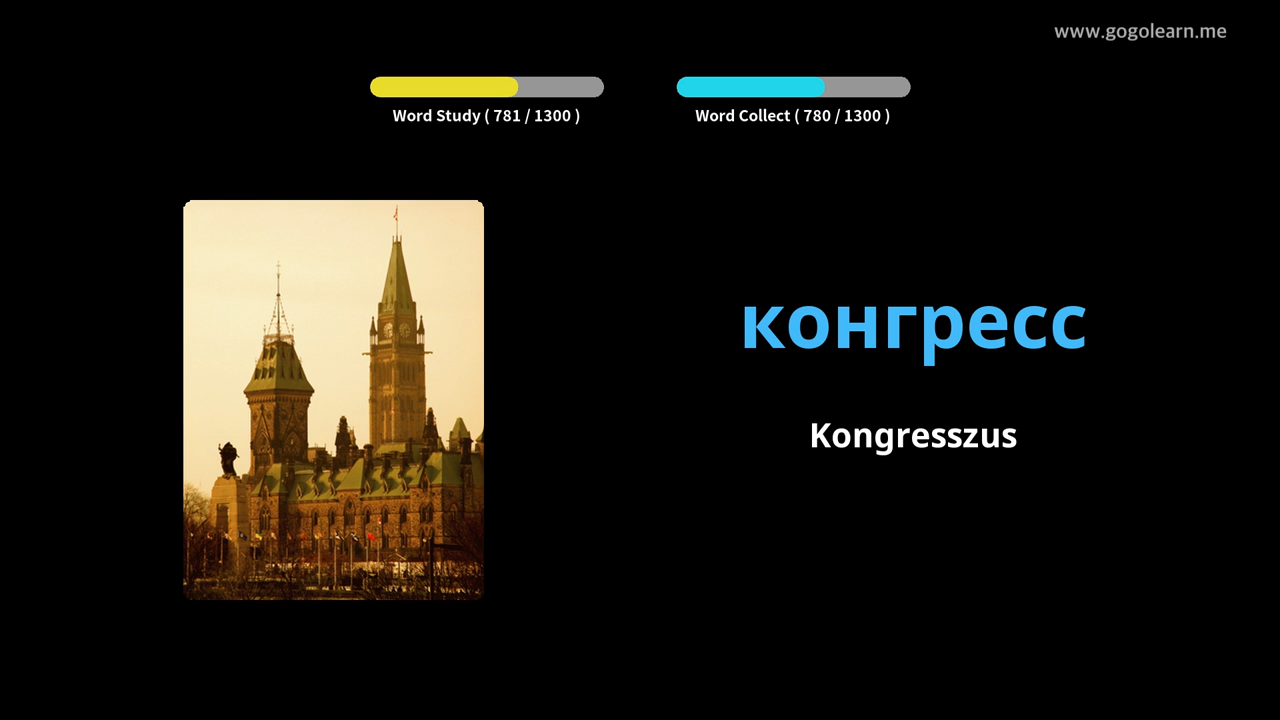 www.gogolearn.me
Word Study ( 781 / 1300 )
Word Collect ( 780 / 1300 )
конгресс
Kongresszus